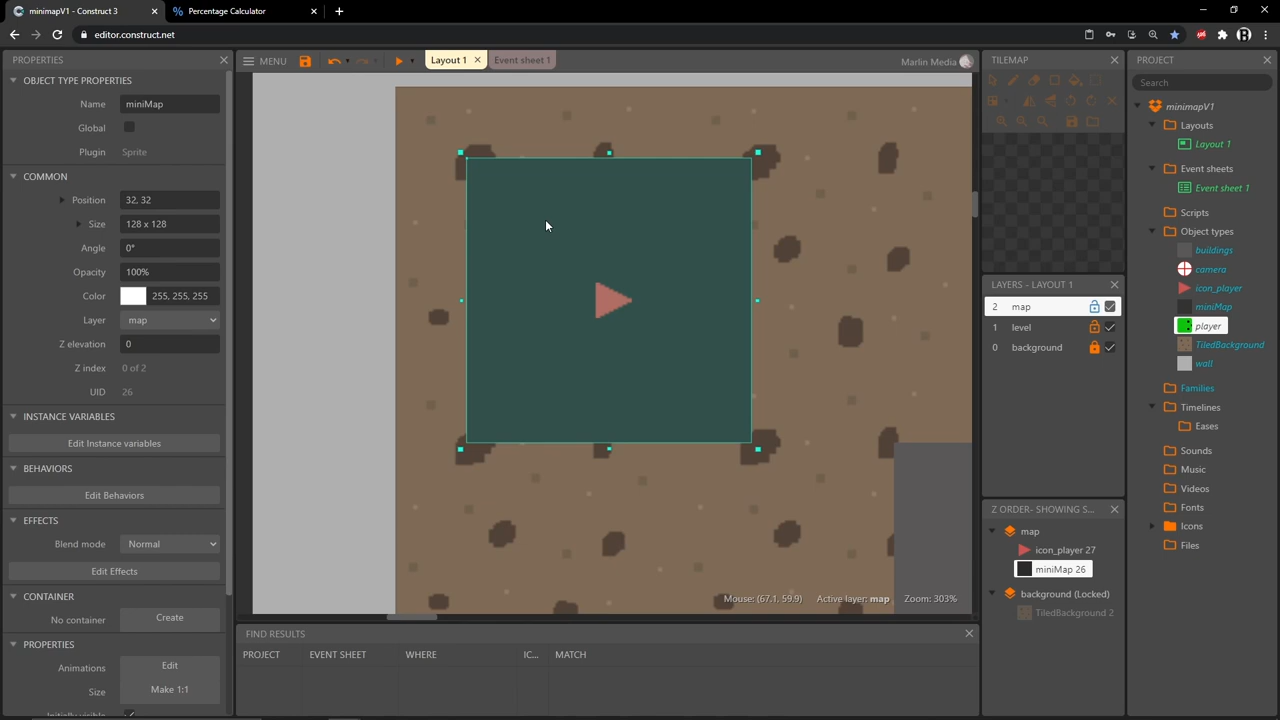 minimapV1 - Construct 3
Percentage Calculator
editor.construct.net
PROPERTIES
OBJECT TYPE PROPERTIES
Name miniMap
Global
Plugin Sprite
COMMON
Position 32, 32
Size 128 x 128
Angle 0°
Opacity 100%
Color 255, 255, 255
Layer map
Z elevation 0
Z index 0 of 2
UID 26
INSTANCE VARIABLES
Edit Instance variables
BEHAVIORS
Edit Behaviors
EFFECTS
Blend mode Normal
Edit Effects
CONTAINER
No container Create
PROPERTIES
Animations Edit
Size Make 1:1
Initially visible
MENU
Layout 1
Event sheet 1
Marlin Media
Mouse: (67.1, 59.9) Active layer: map Zoom: 303%
FIND RESULTS
PROJECT EVENT SHEET WHERE IC... MATCH
TILEMAP
LAYERS - LAYOUT 1
2 map
1 level
0 background
Z ORDER- SHOWING S...
map
icon_player 27
miniMap 26
background (Locked)
TiledBackground 2
PROJECT
Search
minimapV1
Layouts
Layout 1
Event sheets
Event sheet 1
Scripts
Object types
buildings
camera
icon_player
miniMap
player
TiledBackground
wall
Families
Timelines
Eases
Sounds
Music
Videos
Fonts
Icons
Files